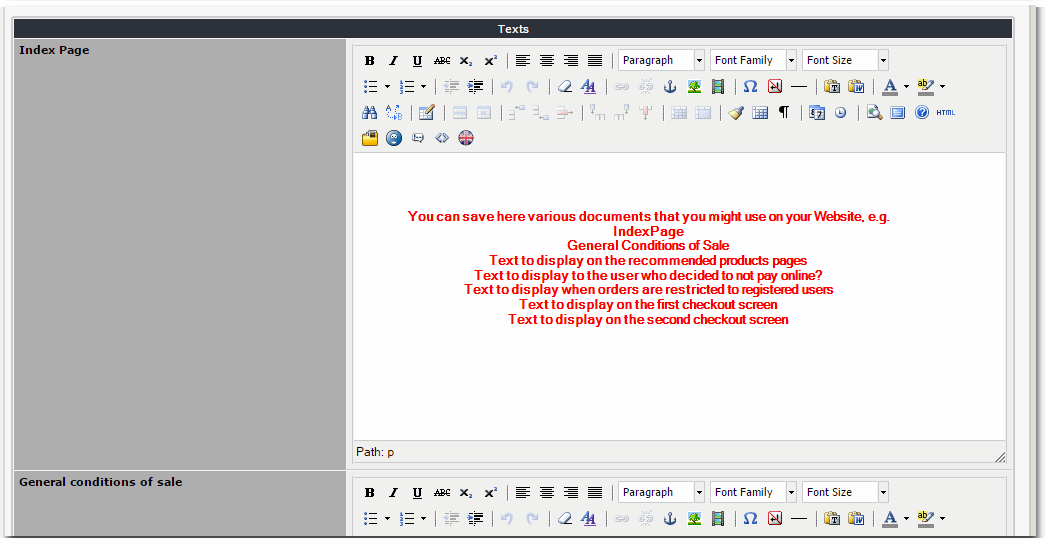 Texts
Index Page
B I U ABC x₂ x² Paragraph Font Family Font Size
HTML
You can save here various documents that you might use on your Website, e.g.
IndexPage
General Conditions of Sale
Text to display on the recommended products pages
Text to display to the user who decided to not pay online?
Text to display when orders are restricted to registered users
Text to display on the first checkout screen
Text to display on the second checkout screen
Path: p
General conditions of sale
B I U ABC x₂ x² Paragraph Font Family Font Size